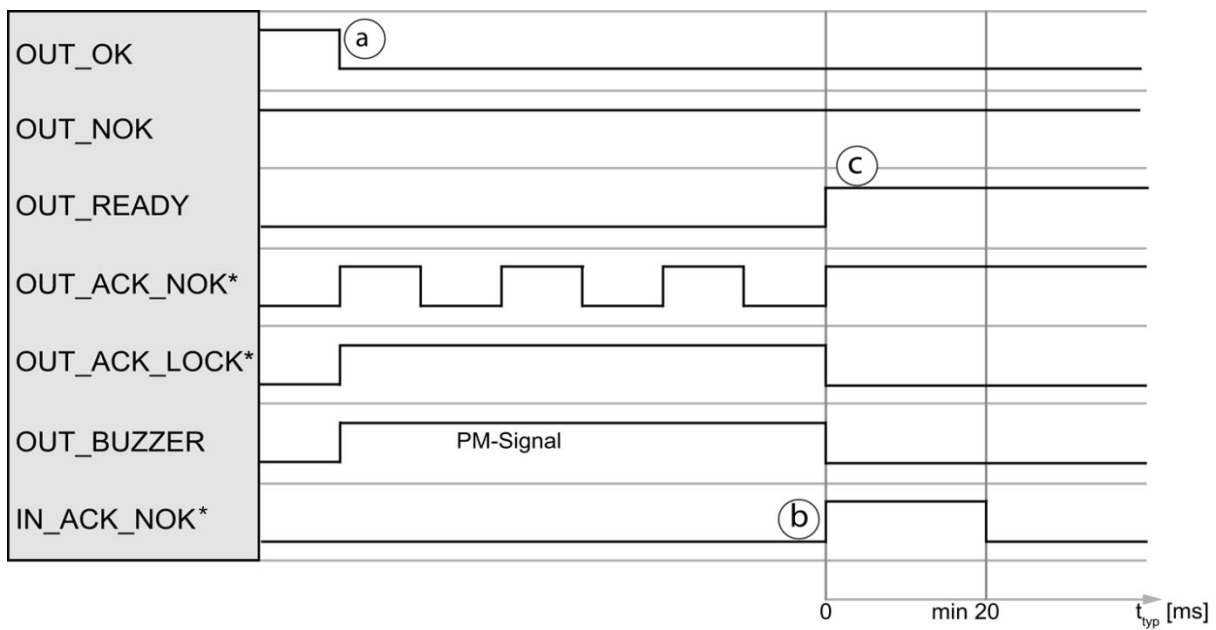 OUT_OK
a
OUT_NOK
c
OUT_READY
OUT_ACK_NOK*
OUT_ACK_LOCK*
OUT_BUZZER
PM-Signal
IN_ACK_NOK*
b
0
min 20
t_typ [ms]